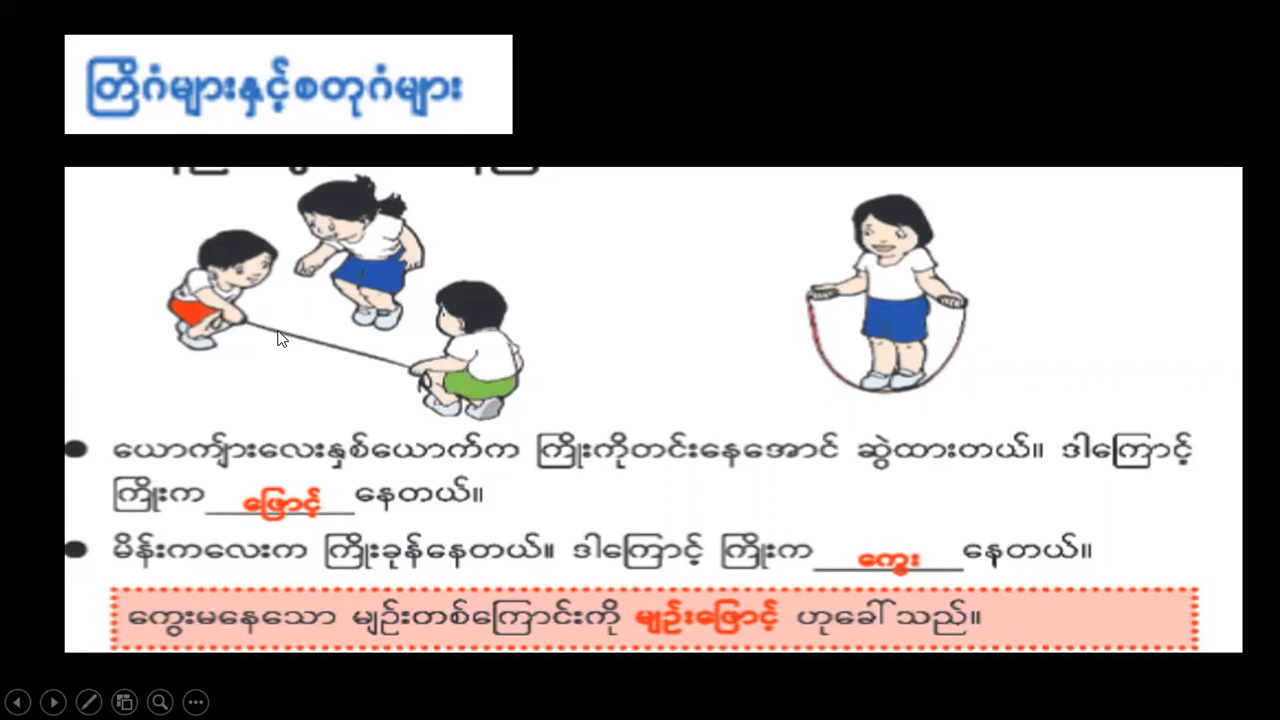 တြိဂံများနှင့်စတုဂံများ
ယောကျ်ားလေးနှစ်ယောက်က ကြိုးကိုတင်းနေအောင် ဆွဲထားတယ်။ ဒါကြောင့်
ကြိုးက ဖြောင့် နေတယ်။
မိန်းကလေးက ကြိုးခုန်နေတယ်။ ဒါကြောင့် ကြိုးက ကွေး နေတယ်။
ကွေးမနေသော မျဉ်းတစ်ကြောင်းကို မျဉ်းဖြောင့် ဟုခေါ်သည်။